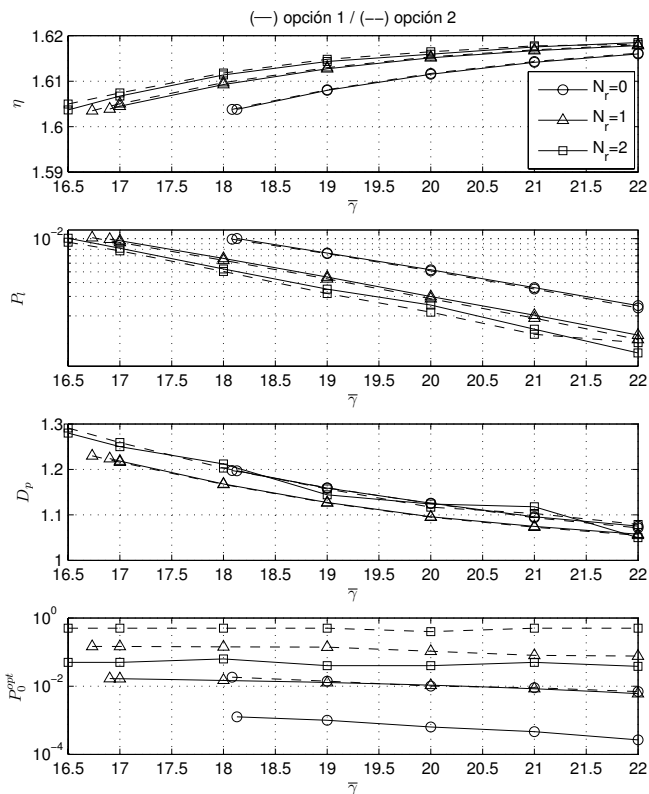 (—) opción 1 / (−−) opción 2
1.62
1.61
1.6
1.59
η
16.5 17 17.5 18 18.5 19 19.5 20 20.5 21 21.5 22
γ̅
N_r=0
N_r=1
N_r=2
10^-2
P_l
16.5 17 17.5 18 18.5 19 19.5 20 20.5 21 21.5 22
γ̅
1.3
1.2
1.1
1
D_p
16.5 17 17.5 18 18.5 19 19.5 20 20.5 21 21.5 22
γ̅
10^0
10^-2
10^-4
P_0^opt
16.5 17 17.5 18 18.5 19 19.5 20 20.5 21 21.5 22
γ̅